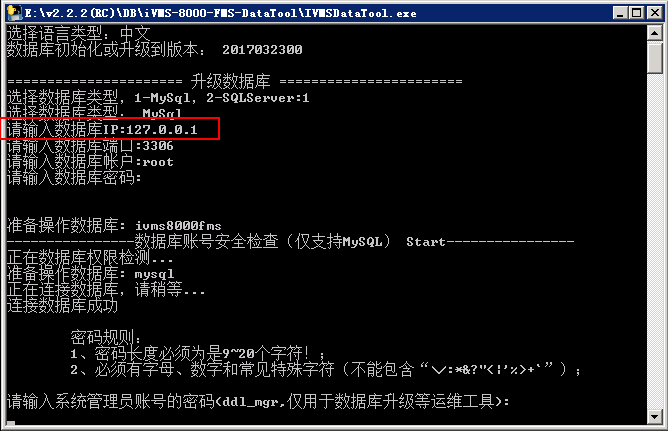 E:\v2.2.2(RC)\DB\iVMS-8000-FMS-DataTool\IVMSDataTool.exe
选择语言类型：中文
数据库初始化或升级到版本： 2017032300
====================== 升级数据库 =======================
选择数据库类型，1-MySql，2-SQLServer:1
选择数据库类型： MySql
请输入数据库IP:127.0.0.1
请输入数据库端口:3306
请输入数据库帐户:root
请输入数据库密码:
准备操作数据库: ivms8000fms
----------------数据库账号安全检查（仅支持MySQL） Start----------------
正在数据库权限检测...
准备操作数据库: mysql
正在连接数据库，请稍等...
连接数据库成功
密码规则：
1、密码长度必须为是9~20个字符！；
2、必须有字母、数字和常见特殊字符（不能包含“\/:*&?"<|'%>+`”）；
请输入系统管理员账号的密码(ddl_mgr,仅用于数据库升级等运维工具):